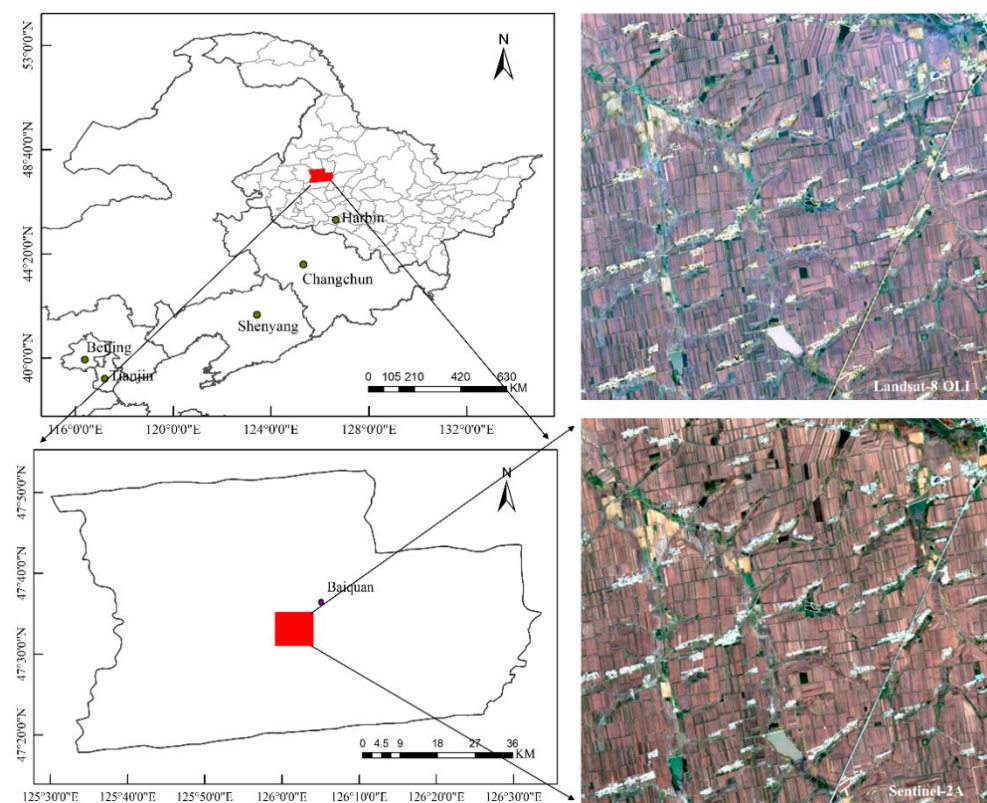 53°0'0"N
48°40'0"N
44°20'0"N
40°0'0"N
N
Harbin
Changchun
Shenyang
Beijing
Tianjin
0 105 210 420 630
KM
116°0'0"E 120°0'0"E 124°0'0"E 128°0'0"E 132°0'0"E
Landsat-8 OLI
47°50'0"N
47°40'0"N
47°30'0"N
47°20'0"N
N
Baiquan
0 4.5 9 18 27 36
KM
125°30'0"E 125°40'0"E 125°50'0"E 126°0'0"E 126°10'0"E 126°20'0"E 126°30'0"E
Sentinel-2A